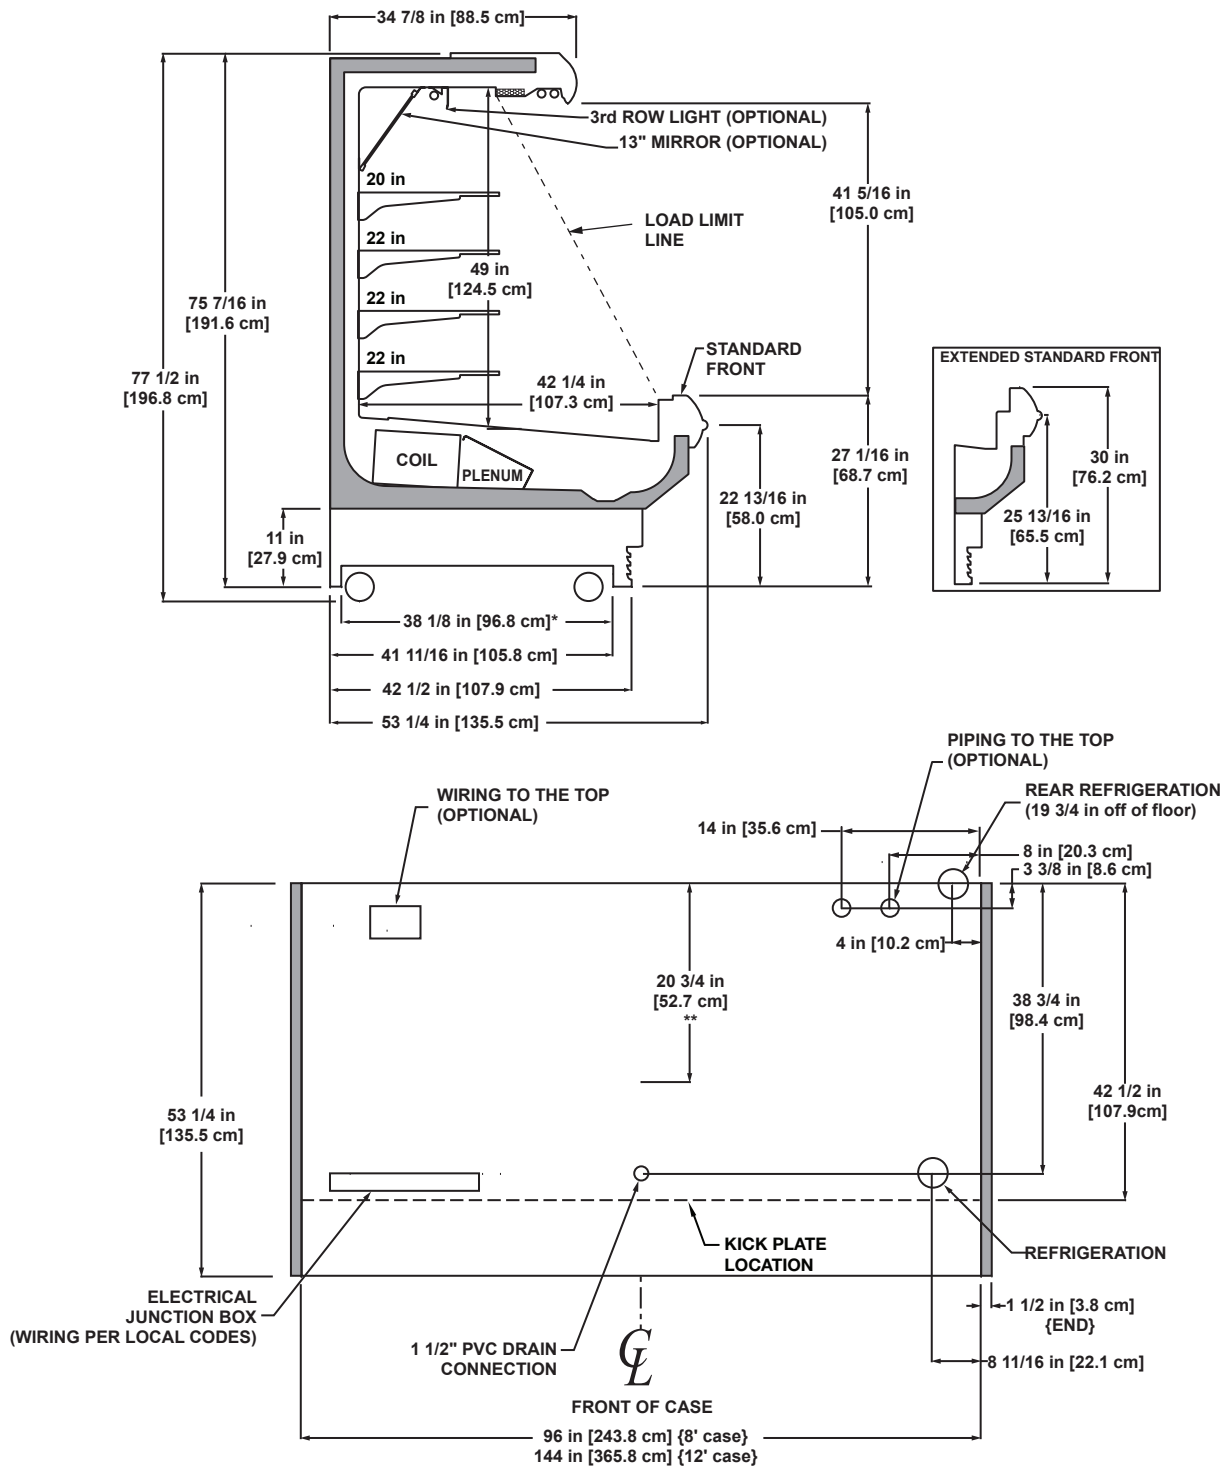 34 7/8 in [88.5 cm]
3rd ROW LIGHT (OPTIONAL)
13" MIRROR (OPTIONAL)
20 in
41 5/16 in
[105.0 cm]
LOAD LIMIT
LINE
22 in
49 in
[124.5 cm]
75 7/16 in
[191.6 cm]
22 in
STANDARD
FRONT
EXTENDED STANDARD FRONT
22 in
77 1/2 in
[196.8 cm]
42 1/4 in
[107.3 cm]
COIL
PLENUM
27 1/16 in
[68.7 cm]
30 in
[76.2 cm]
22 13/16 in
[58.0 cm]
25 13/16 in
[65.5 cm]
11 in
[27.9 cm]
38 1/8 in [96.8 cm]*
41 11/16 in [105.8 cm]
42 1/2 in [107.9 cm]
53 1/4 in [135.5 cm]
PIPING TO THE TOP
(OPTIONAL)
WIRING TO THE TOP
(OPTIONAL)
REAR REFRIGERATION
(19 3/4 in off of floor)
14 in [35.6 cm]
8 in [20.3 cm]
3 3/8 in [8.6 cm]
4 in [10.2 cm]
20 3/4 in
[52.7 cm]
**
38 3/4 in
[98.4 cm]
42 1/2 in
[107.9cm]
53 1/4 in
[135.5 cm]
KICK PLATE
LOCATION
REFRIGERATION
ELECTRICAL
JUNCTION BOX
(WIRING PER LOCAL CODES)
1 1/2 in [3.8 cm]
{END}
1 1/2" PVC DRAIN
CONNECTION
CL
8 11/16 in [22.1 cm]
FRONT OF CASE
96 in [243.8 cm] {8' case}
144 in [365.8 cm] {12' case}